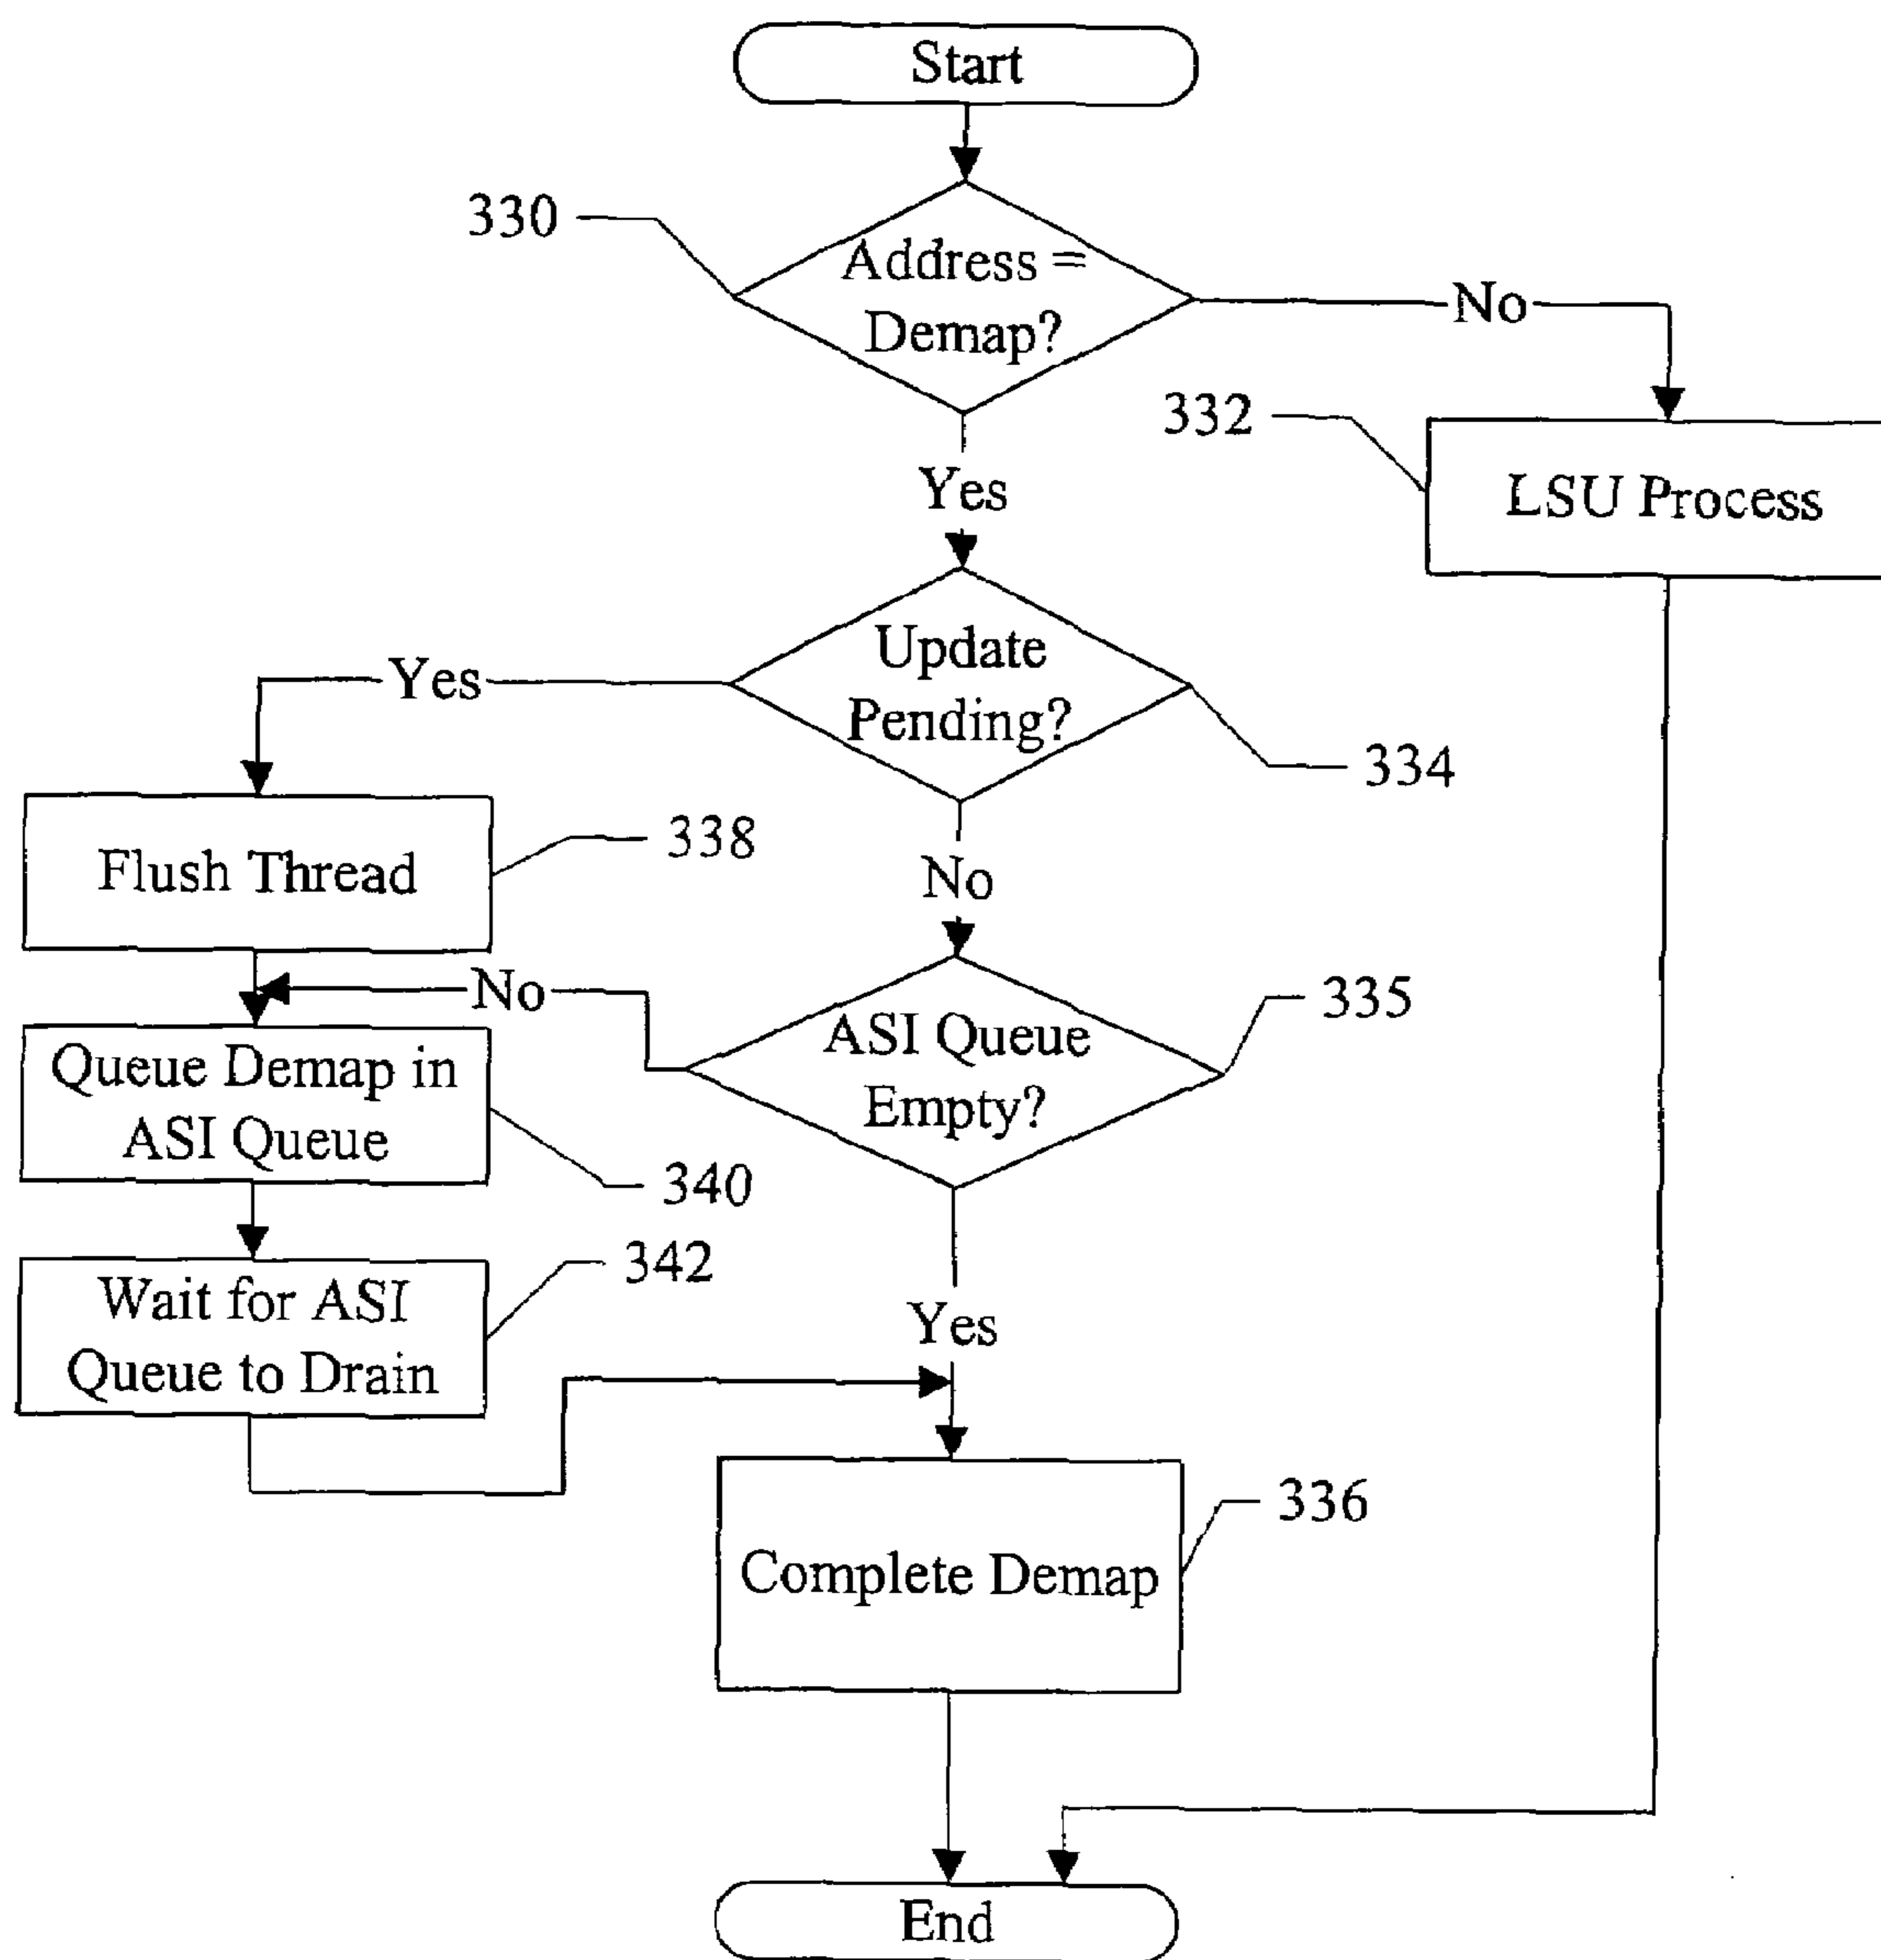 Start
330
Address =
Demap?
No
332
LSU Process
Yes
Update
Pending?
Yes
334
338
Flush Thread
No
No
335
ASI Queue
Empty?
Queue Demap in
ASI Queue
340
342
Wait for ASI
Queue to Drain
Yes
336
Complete Demap
End